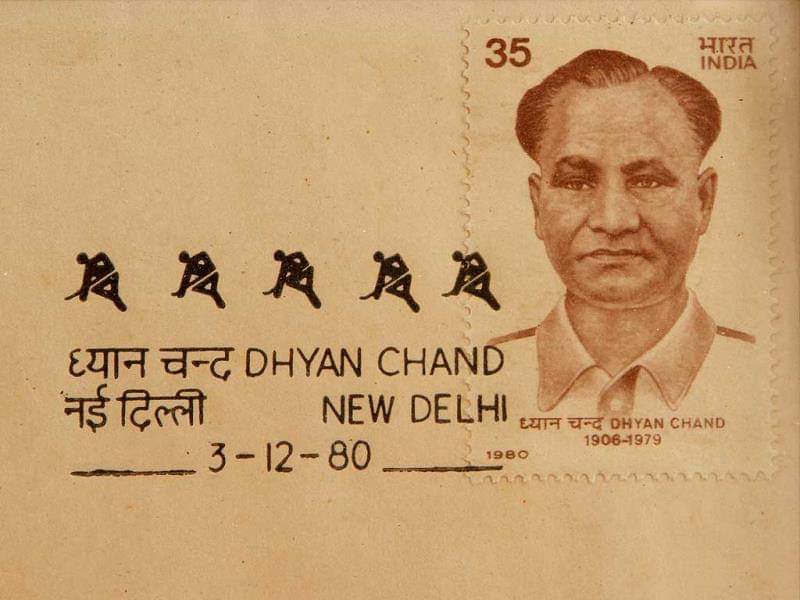 35
भारत
INDIA
ध्यान चन्द DHYAN CHAND
नई दिल्ली NEW DELHI
3-12-80
ध्यान चन्द DHYAN CHAND
1906-1979
1980